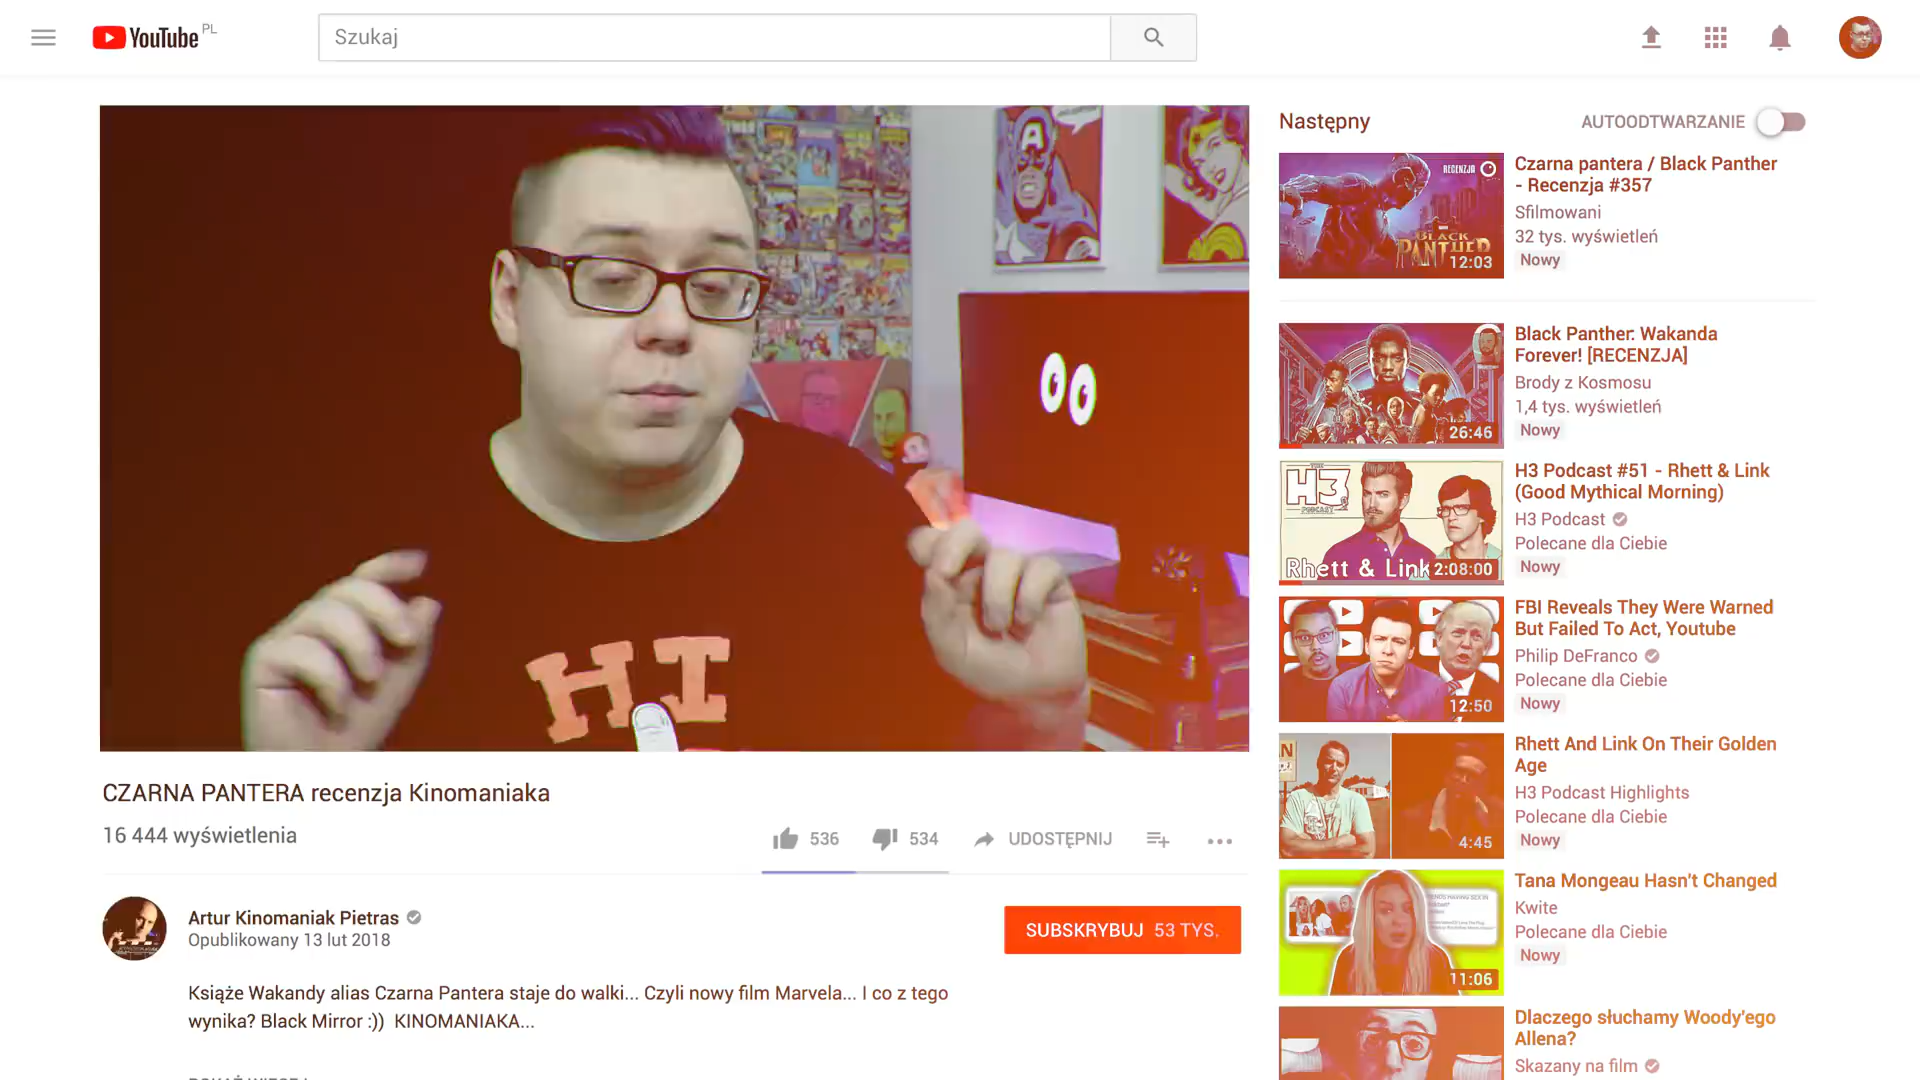 YouTube PL
Szukaj
HI
CZARNA PANTERA recenzja Kinomaniaka
16 444 wyświetlenia
536
534
UDOSTĘPNIJ
Artur Kinomaniak Pietras
Opublikowany 13 lut 2018
SUBSKRYBUJ 53 TYS.
Książe Wakandy alias Czarna Pantera staje do walki... Czyli nowy film Marvela... I co z tego
wynika? Black Mirror :)) KINOMANIAKA...
Następny
AUTOODTWARZANIE
RECENZJA
BLACK
PANTHER
12:03
Czarna pantera / Black Panther
- Recenzja #357
Sfilmowani
32 tys. wyświetleń
Nowy
26:46
Black Panther: Wakanda
Forever! [RECENZJA]
Brody z Kosmosu
1,4 tys. wyświetleń
Nowy
H3
PODCAST
Rhett & Link
2:08:00
H3 Podcast #51 - Rhett & Link
(Good Mythical Morning)
H3 Podcast
Polecane dla Ciebie
Nowy
12:50
FBI Reveals They Were Warned
But Failed To Act, Youtube
Philip DeFranco
Polecane dla Ciebie
Nowy
4:45
Rhett And Link On Their Golden
Age
H3 Podcast Highlights
Polecane dla Ciebie
Nowy
11:06
Tana Mongeau Hasn't Changed
Kwite
Polecane dla Ciebie
Nowy
Dlaczego słuchamy Woody'ego
Allena?
Skazany na film